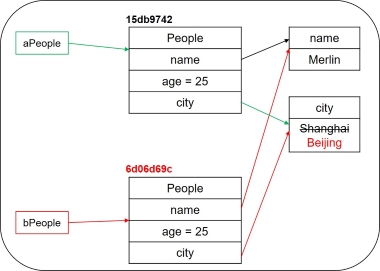 15db9742
aPeople
People
name
age = 25
city
name
Merlin
city
Shanghai
Beijing
6d06d69c
bPeople
People
name
age = 25
city